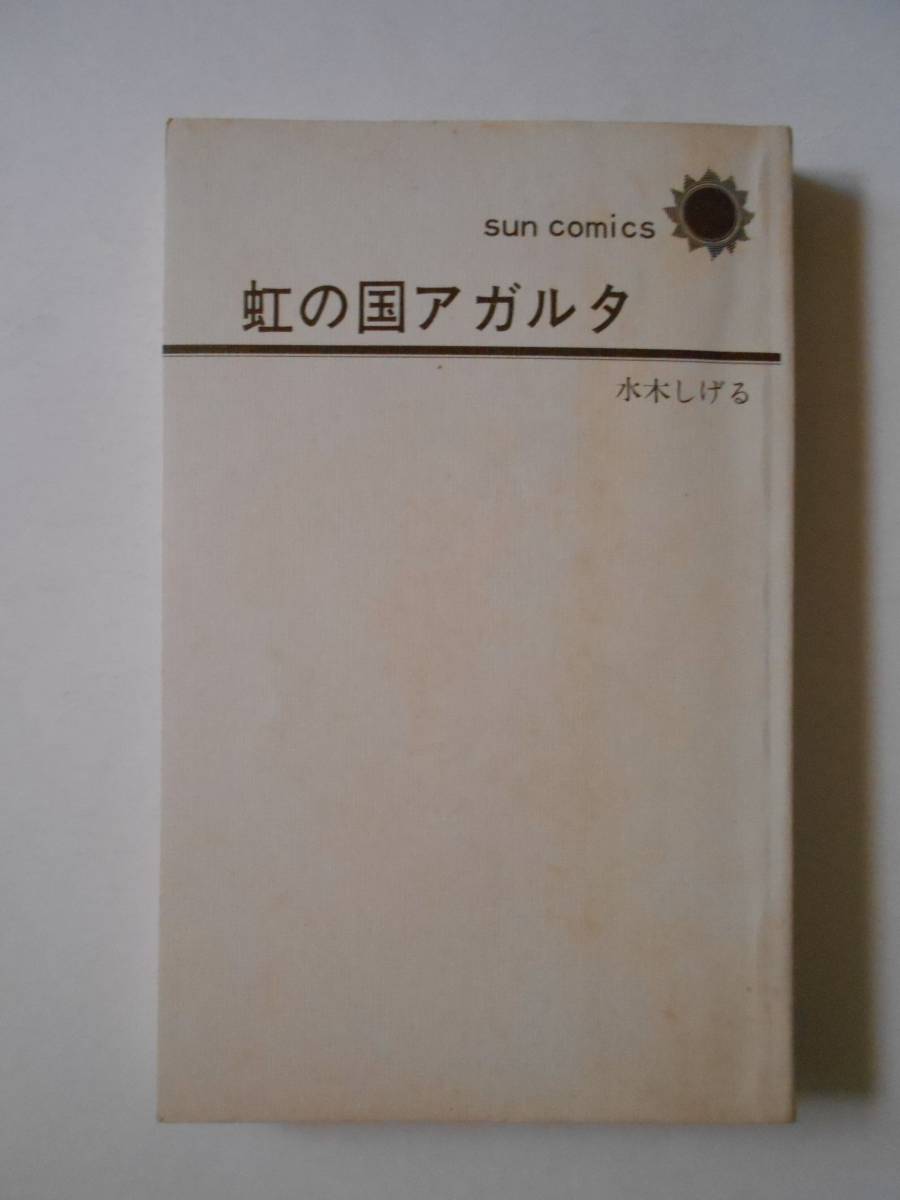 sun comics
虹の国アガルタ
水木しげる